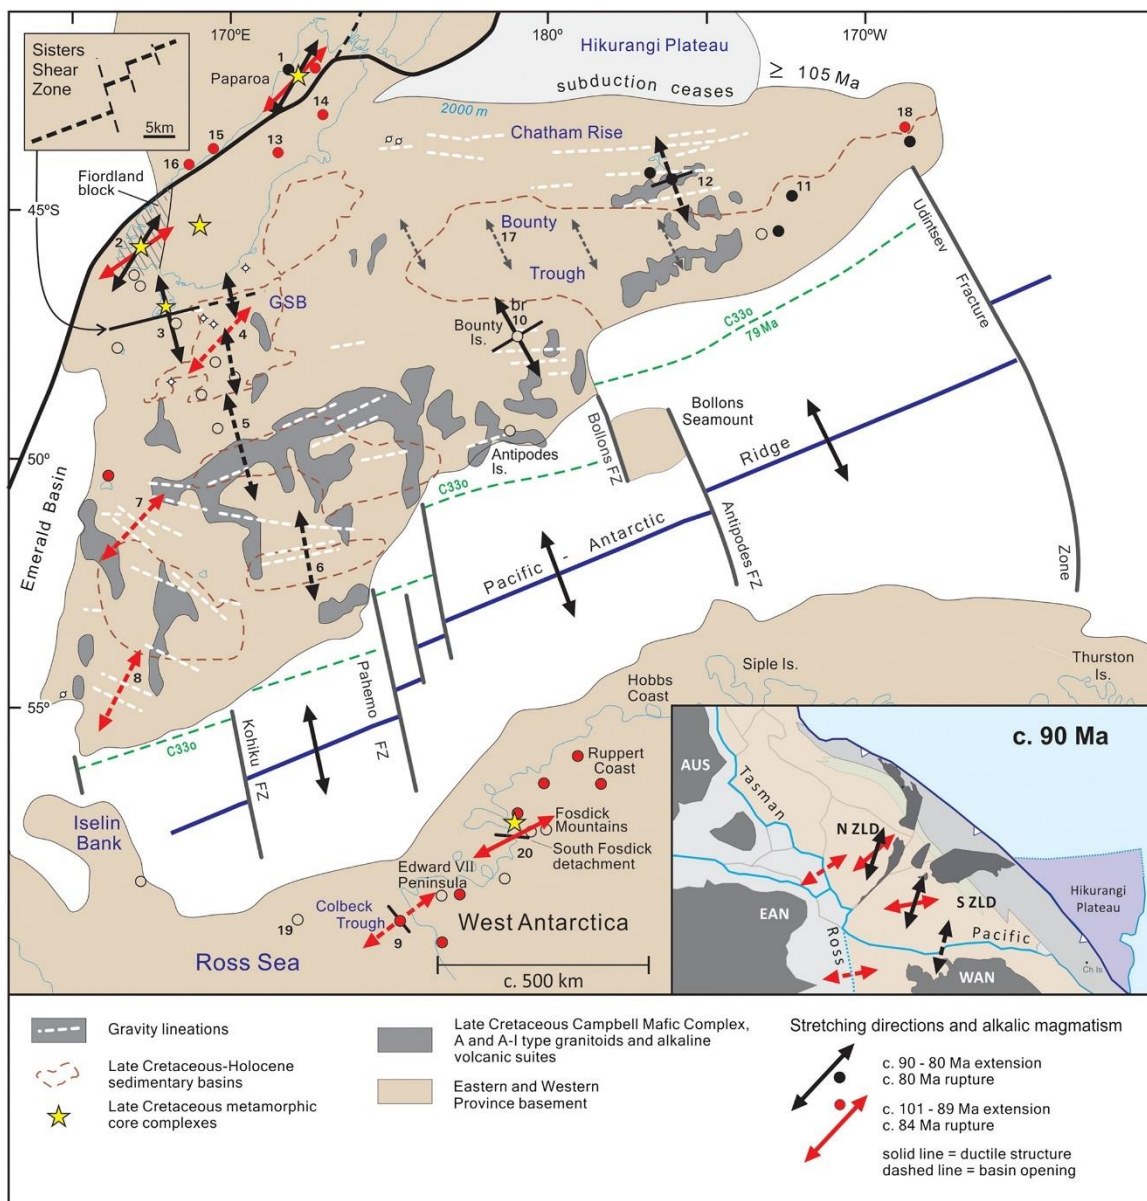 170°E
180°
170°W
Sisters
Shear
Zone
5km
Hikurangi Plateau
subduction ceases
≥ 105 Ma
1
Paparoa
2000 m
14
15
13
16
Chatham Rise
18
Fiordland
block
45°S
12
11
2
Bounty
17
Trough
GSB
3
4
br
10
Bounty
Is.
C33o
79 Ma
Udintsev
Fracture
Zone
5
50°
Antipodes
Is.
Bollons FZ
Bollons
Seamount
Antipodes FZ
Emerald Basin
7
6
C33o
Pacific - Antarctic
Ridge
8
55°
C33o
Kohiku
FZ
Pahemo
FZ
Siple Is.
Thurston
Is.
Hobbs
Coast
Ruppert
Coast
Iselin
Bank
Fosdick
Mountains
20
South Fosdick
detachment
Edward VII
Peninsula
Colbeck
Trough
9
19
West Antarctica
Ross Sea
c. 500 km
c. 90 Ma
AUS
Tasman
N ZLD
S ZLD
Hikurangi
Plateau
EAN
Ross
Pacific
WAN
Ch Is
Gravity lineations
Late Cretaceous-Holocene
sedimentary basins
Late Cretaceous metamorphic
core complexes
Late Cretaceous Campbell Mafic Complex,
A and A-I type granitoids and alkaline
volcanic suites
Eastern and Western
Province basement
Stretching directions and alkalic magmatism
c. 90 - 80 Ma extension
c. 80 Ma rupture
c. 101 - 89 Ma extension
c. 84 Ma rupture
solid line = ductile structure
dashed line = basin opening